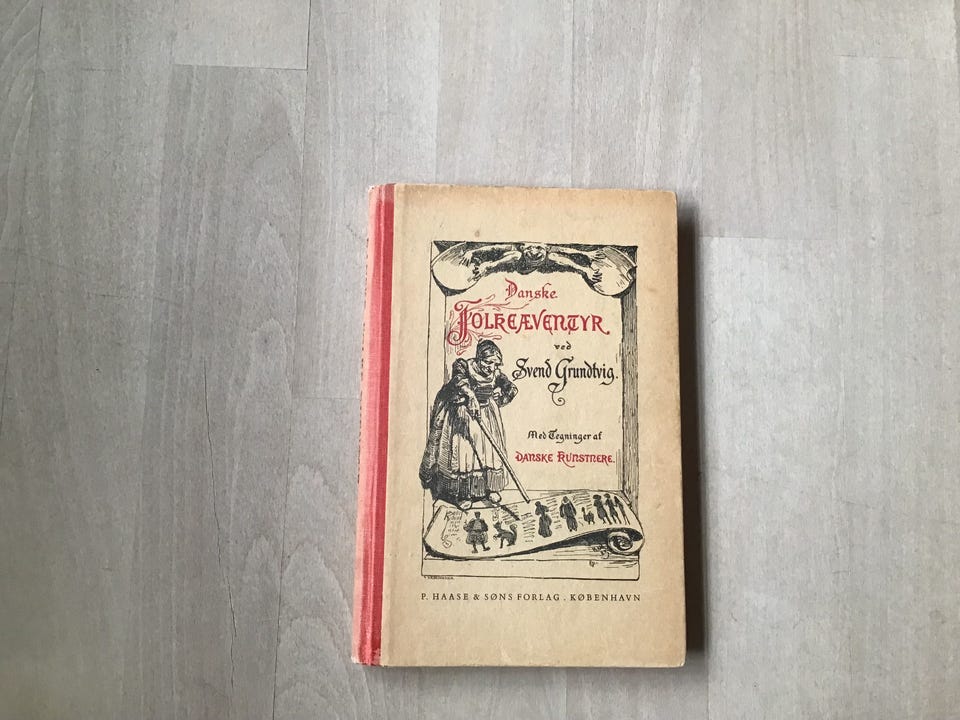 Danske
FOLKEÆVENTYR
ved
Svend Grundtvig.
Med Tegninger af
DANSKE KUNSTNERE.
P. HAASE & SØNS FORLAG . KØBENHAVN